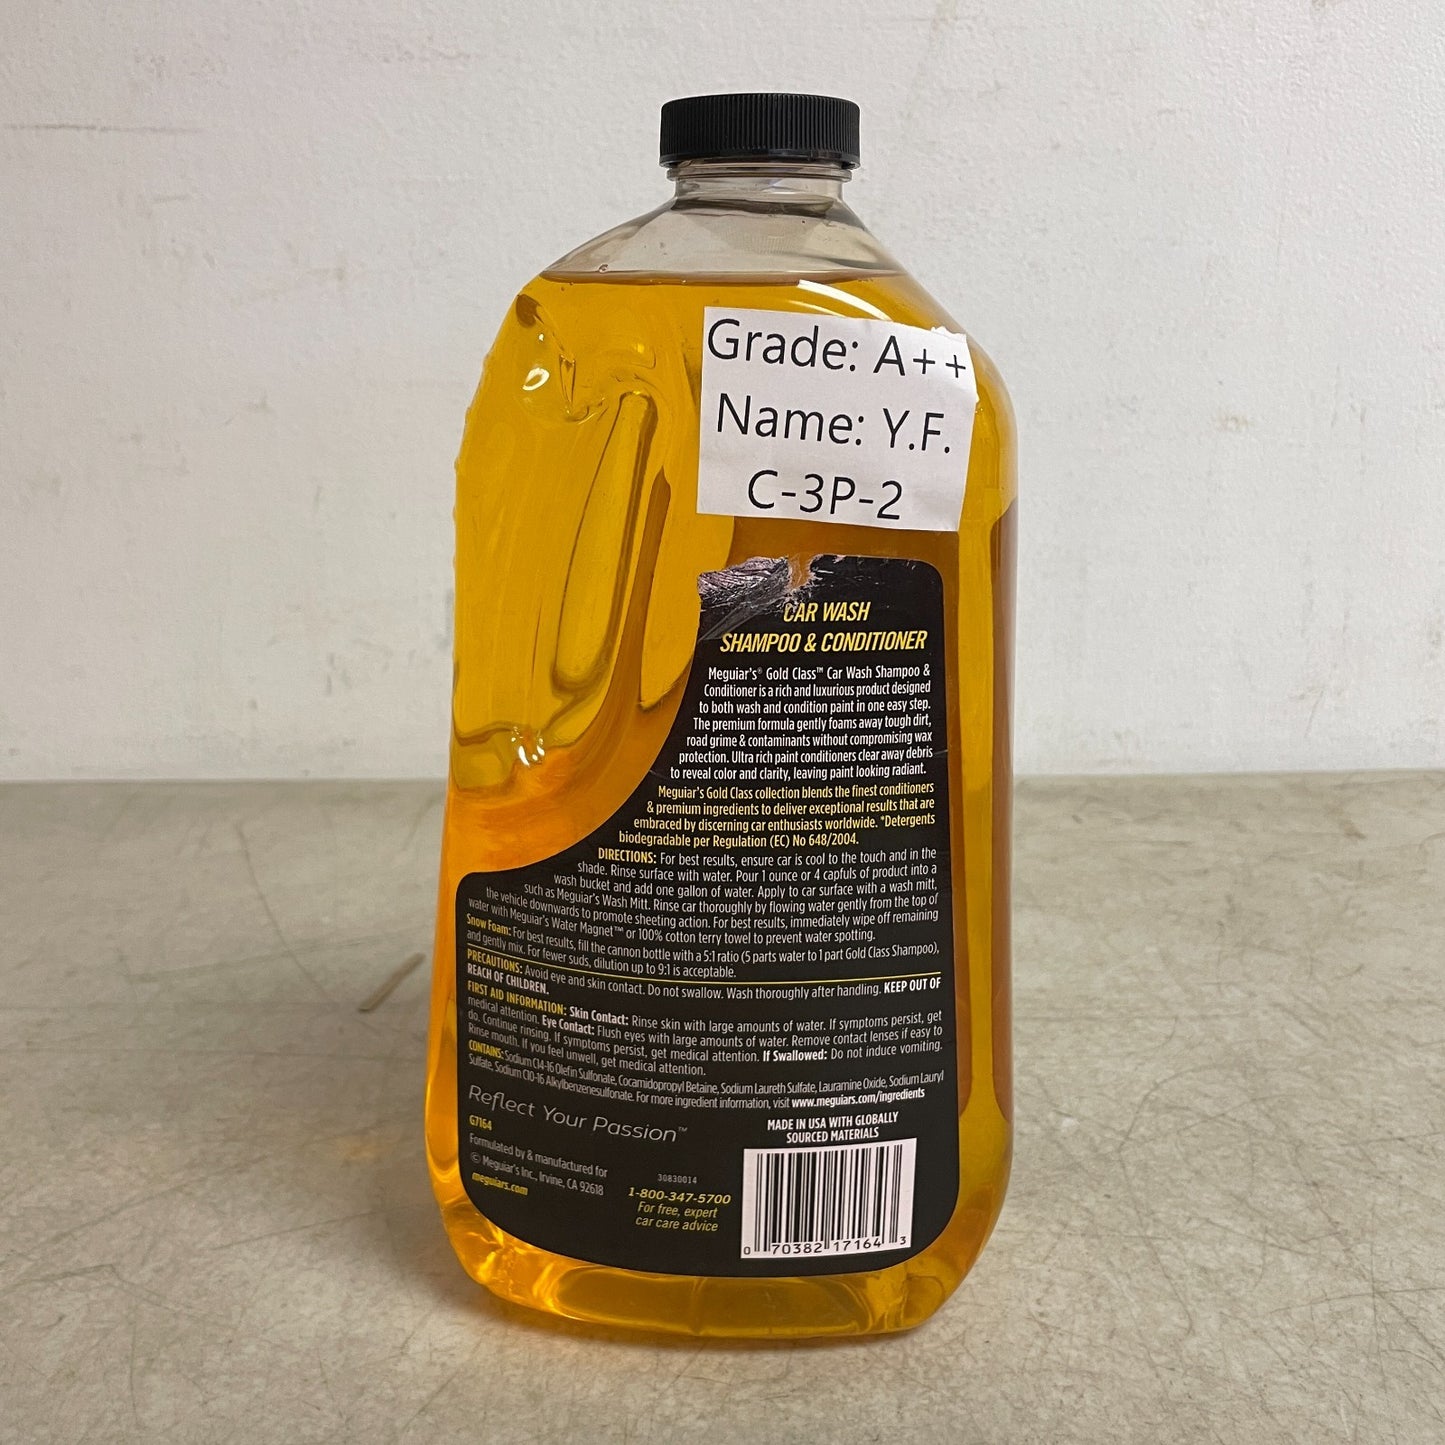 Grade: A++
Name: Y.F.
C-3P-2
CAR WASH
SHAMPOO & CONDITIONER
Meguiar's® Gold Class™ Car Wash Shampoo &
Conditioner is a rich and luxurious product designed
to both wash and condition paint in one easy step.
The premium formula gently foams away tough dirt,
road grime & contaminants without compromising wax
protection. Ultra rich paint conditioners clear away debris
to reveal color and clarity, leaving paint looking radiant.
Meguiar's Gold Class collection blends the finest conditioners
& premium ingredients to deliver exceptional results that are
embraced by discerning car enthusiasts worldwide. *Detergents
biodegradable per Regulation (EC) No 648/2004.
DIRECTIONS: For best results, ensure car is cool to the touch and in the
shade. Rinse surface with water. Pour 1 ounce or 4 capfuls of product into a
wash bucket and add one gallon of water. Apply to car surface with a wash mitt,
such as Meguiar's Wash Mitt. Rinse car thoroughly by flowing water gently from the top of
the vehicle downwards to promote sheeting action. For best results, immediately wipe off remaining
water with Meguiar's Water Magnet™ or 100% cotton terry towel to prevent water spotting.
Snow Foam: For best results, fill the cannon bottle with a 5:1 ratio (5 parts water to 1 part Gold Class Shampoo),
and gently mix. For fewer suds, dilution up to 9:1 is acceptable.
PRECAUTIONS: Avoid eye and skin contact. Do not swallow. Wash thoroughly after handling. KEEP OUT OF
REACH OF CHILDREN.
FIRST AID INFORMATION: Skin Contact: Rinse skin with large amounts of water. If symptoms persist, get
medical attention. Eye Contact: Flush eyes with large amounts of water. Remove contact lenses if easy to
do. Continue rinsing. If symptoms persist, get medical attention. If Swallowed: Do not induce vomiting.
Rinse mouth. If you feel unwell, get medical attention.
CONTAINS: Sodium C14-16 Olefin Sulfonate, Cocamidopropyl Betaine, Sodium Laureth Sulfate, Lauramine Oxide, Sodium Lauryl
Sulfate, Sodium C10-16 Alkylbenzenesulfonate. For more ingredient information, visit www.meguiars.com/ingredients
Reflect Your Passion™
G7164
Formulated by & manufactured for
© Meguiar's Inc., Irvine, CA 92618
meguiars.com
30830014
1-800-347-5700
For free, expert
car care advice
MADE IN USA WITH GLOBALLY
SOURCED MATERIALS
0 70382 17164 3